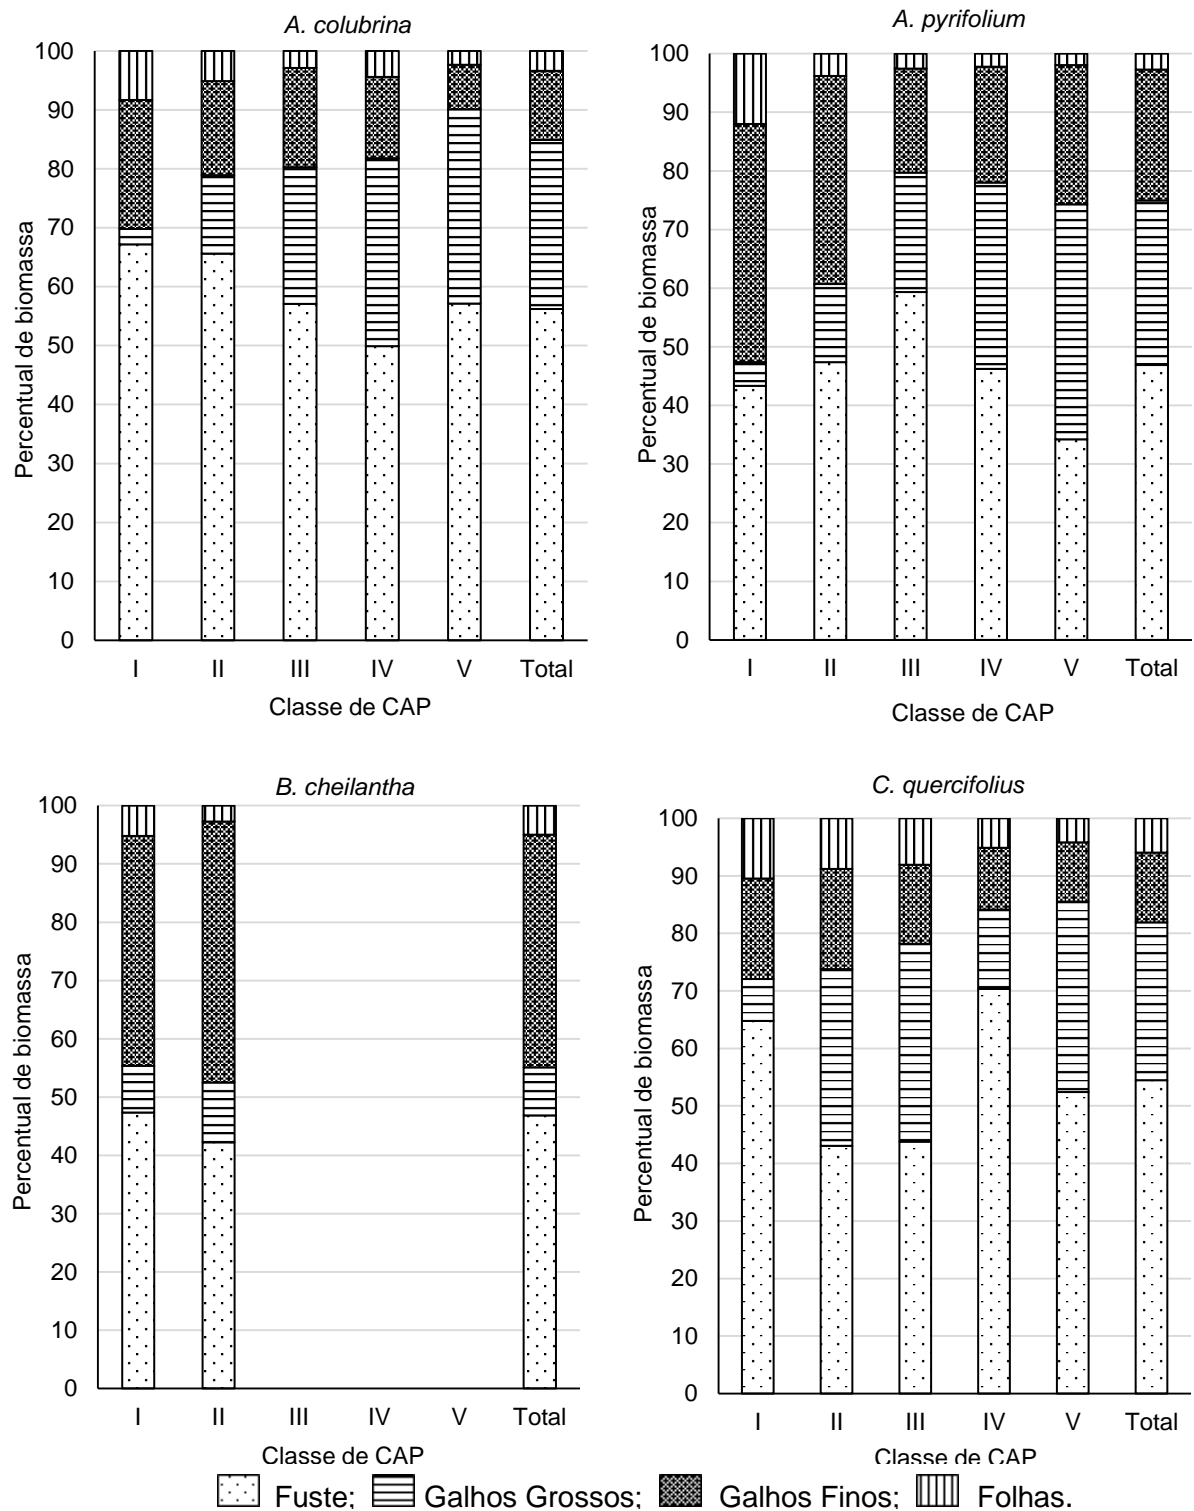 A. colubrina
Percentual de biomassa
100
90
80
70
60
50
40
30
20
10
0
I II III IV V Total
Classe de CAP
A. pyrifolium
Percentual de biomassa
100
90
80
70
60
50
40
30
20
10
0
I II III IV V Total
Classe de CAP
B. cheilantha
Percentual de biomassa
100
90
80
70
60
50
40
30
20
10
0
I II III IV V Total
Classe de CAP
C. quercifolius
Percentual de biomassa
100
90
80
70
60
50
40
30
20
10
0
I II III IV V Total
Classe de CAP
Fuste; Galhos Grossos; Galhos Finos; Folhas.